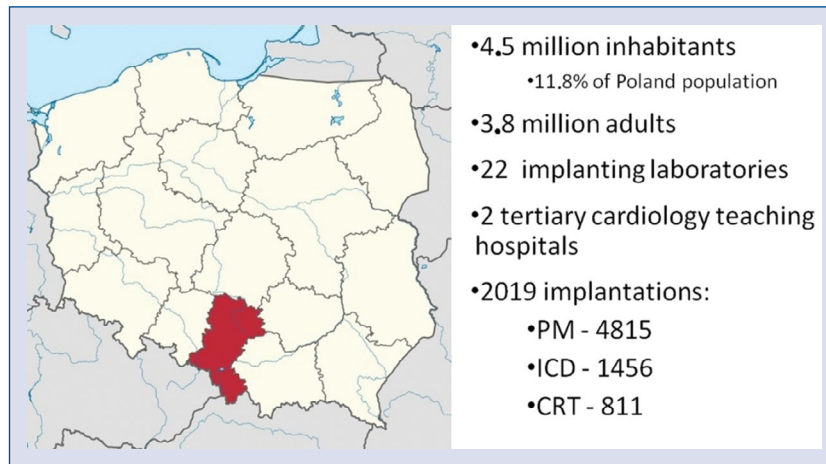 •4.5 million inhabitants
•11.8% of Poland population
•3.8 million adults
•22 implanting laboratories
•2 tertiary cardiology teaching
hospitals
•2019 implantations:
•PM - 4815
•ICD - 1456
•CRT - 811